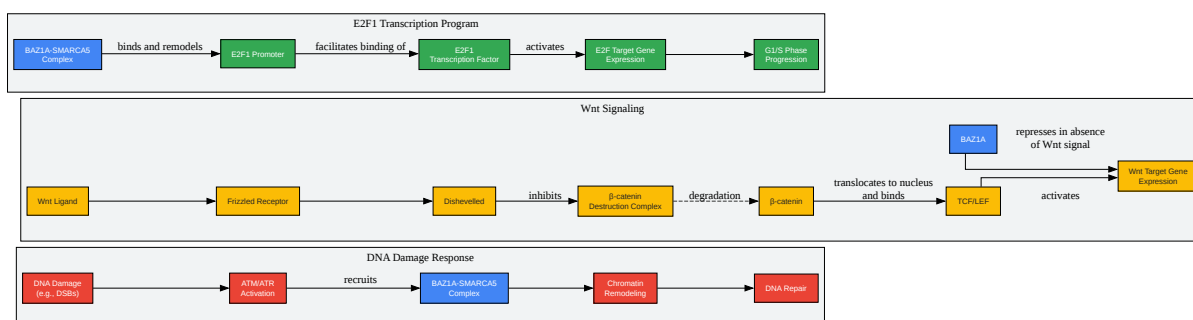 E2F1 Transcription Program
BAZ1A-SMARCA5
Complex
binds and remodels
E2F1 Promoter
facilitates binding of
E2F1
Transcription Factor
activates
E2F Target Gene
Expression
G1/S Phase
Progression
Wnt Signaling
BAZ1A
represses in absence
of Wnt signal
Wnt Ligand
Frizzled Receptor
Dishevelled
inhibits
β-catenin
Destruction Complex
degradation
β-catenin
translocates to nucleus
and binds
TCF/LEF
activates
Wnt Target Gene
Expression
DNA Damage Response
DNA Damage
(e.g., DSBs)
ATM/ATR
Activation
recruits
BAZ1A-SMARCA5
Complex
Chromatin
Remodeling
DNA Repair